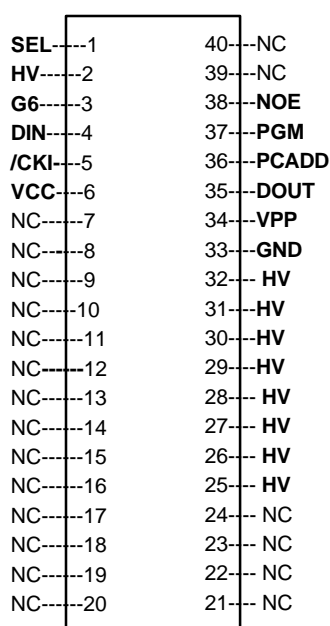 SEL-----1 40----NC
HV-----2 39----NC
G6-----3 38----NOE
DIN-----4 37----PGM
/CKI----5 36----PCADD
VCC----6 35----DOUT
NC------7 34----VPP
NC------8 33----GND
NC------9 32---- HV
NC------10 31----HV
NC------11 30----HV
NC------12 29----HV
NC------13 28---- HV
NC------14 27---- HV
NC------15 26---- HV
NC------16 25---- HV
NC------17 24---- NC
NC------18 23---- NC
NC------19 22---- NC
NC------20 21---- NC